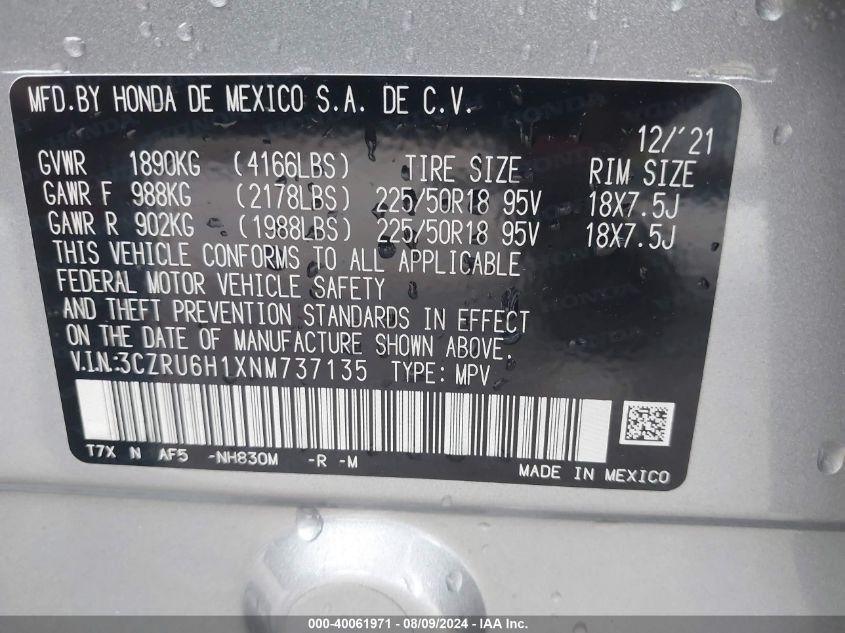 MFD.BY HONDA DE MEXICO S.A. DE C.V.
12/'21
GVWR 1890KG (4166LBS) TIRE SIZE RIM SIZE
GAWR F 988KG (2178LBS) 225/50R18 95V 18X7.5J
GAWR R 902KG (1988LBS) 225/50R18 95V 18X7.5J
THIS VEHICLE CONFORMS TO ALL APPLICABLE
FEDERAL MOTOR VEHICLE SAFETY
AND THEFT PREVENTION STANDARDS IN EFFECT
ON THE DATE OF MANUFACTURE SHOWN ABOVE.
V.I.N:3CZRU6H1XNM737135 TYPE: MPV
T7X N AF5 -NH830M -R -M
MADE IN MEXICO
000-40061971 - 08/09/2024 - IAA Inc.